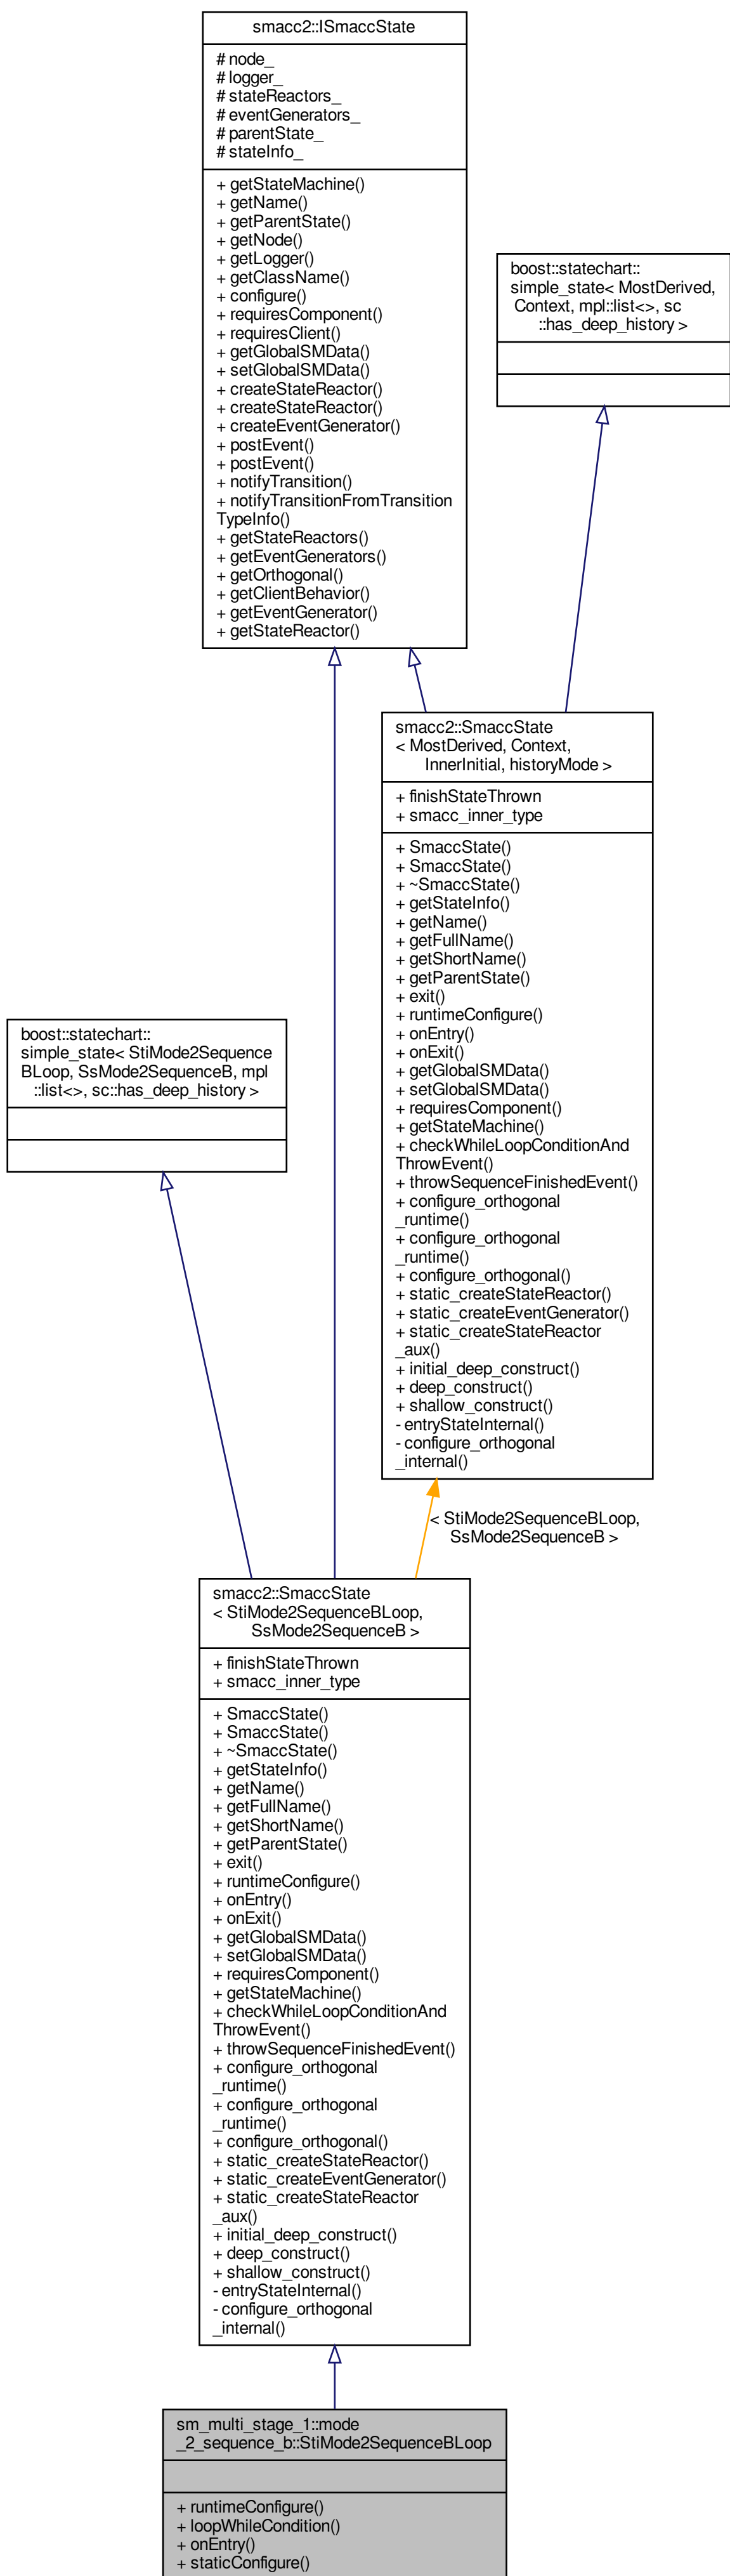 smacc2::ISmaccState
# node_
# logger_
# stateReactors_
# eventGenerators_
# parentState_
# stateInfo_
+ getStateMachine()
+ getName()
+ getParentState()
+ getNode()
+ getLogger()
+ getClassName()
+ configure()
+ requiresComponent()
+ requiresClient()
+ getGlobalSMData()
+ setGlobalSMData()
+ createStateReactor()
+ createStateReactor()
+ createEventGenerator()
+ postEvent()
+ postEvent()
+ notifyTransition()
+ notifyTransitionFromTransition
TypeInfo()
+ getStateReactors()
+ getEventGenerators()
+ getOrthogonal()
+ getClientBehavior()
+ getEventGenerator()
+ getStateReactor()
boost::statechart::
simple_state< MostDerived,
Context, mpl::list<>, sc
::has_deep_history >
smacc2::SmaccState
< MostDerived, Context,
InnerInitial, historyMode >
+ finishStateThrown
+ smacc_inner_type
+ SmaccState()
+ SmaccState()
+ ~SmaccState()
+ getStateInfo()
+ getName()
+ getFullName()
+ getShortName()
+ getParentState()
+ exit()
+ runtimeConfigure()
+ onEntry()
+ onExit()
+ getGlobalSMData()
+ setGlobalSMData()
+ requiresComponent()
+ getStateMachine()
+ checkWhileLoopConditionAnd
ThrowEvent()
+ throwSequenceFinishedEvent()
+ configure_orthogonal
_runtime()
+ configure_orthogonal
_runtime()
+ configure_orthogonal()
+ static_createStateReactor()
+ static_createEventGenerator()
+ static_createStateReactor
_aux()
+ initial_deep_construct()
+ deep_construct()
+ shallow_construct()
- entryStateInternal()
- configure_orthogonal
_internal()
boost::statechart::
simple_state< StiMode2Sequence
BLoop, SsMode2SequenceB, mpl
::list<>, sc::has_deep_history >
< StiMode2SequenceBLoop,
SsMode2SequenceB >
smacc2::SmaccState
< StiMode2SequenceBLoop,
SsMode2SequenceB >
+ finishStateThrown
+ smacc_inner_type
+ SmaccState()
+ SmaccState()
+ ~SmaccState()
+ getStateInfo()
+ getName()
+ getFullName()
+ getShortName()
+ getParentState()
+ exit()
+ runtimeConfigure()
+ onEntry()
+ onExit()
+ getGlobalSMData()
+ setGlobalSMData()
+ requiresComponent()
+ getStateMachine()
+ checkWhileLoopConditionAnd
ThrowEvent()
+ throwSequenceFinishedEvent()
+ configure_orthogonal
_runtime()
+ configure_orthogonal
_runtime()
+ configure_orthogonal()
+ static_createStateReactor()
+ static_createEventGenerator()
+ static_createStateReactor
_aux()
+ initial_deep_construct()
+ deep_construct()
+ shallow_construct()
- entryStateInternal()
- configure_orthogonal
_internal()
sm_multi_stage_1::mode
_2_sequence_b::StiMode2SequenceBLoop
+ runtimeConfigure()
+ loopWhileCondition()
+ onEntry()
+ staticConfigure()